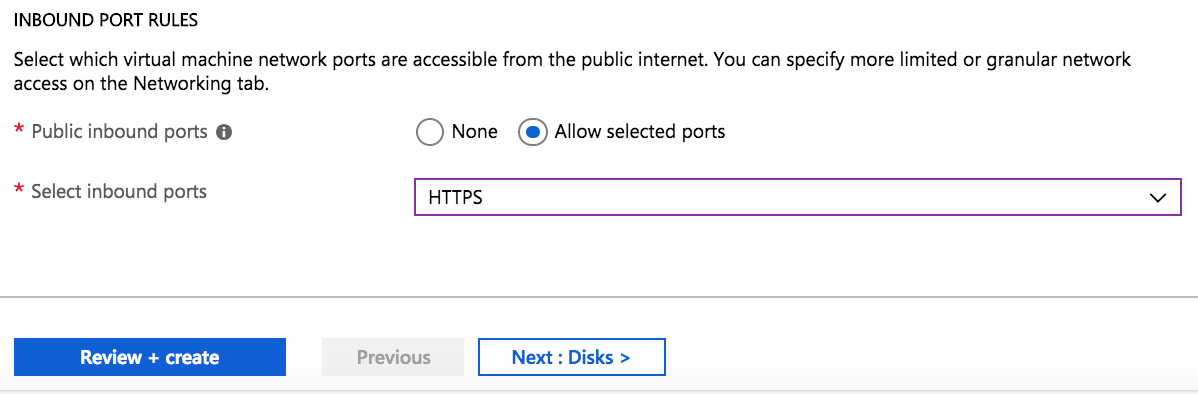 INBOUND PORT RULES
Select which virtual machine network ports are accessible from the public internet. You can specify more limited or granular network
access on the Networking tab.
* Public inbound ports
None
Allow selected ports
* Select inbound ports
HTTPS
Review + create
Previous
Next : Disks >